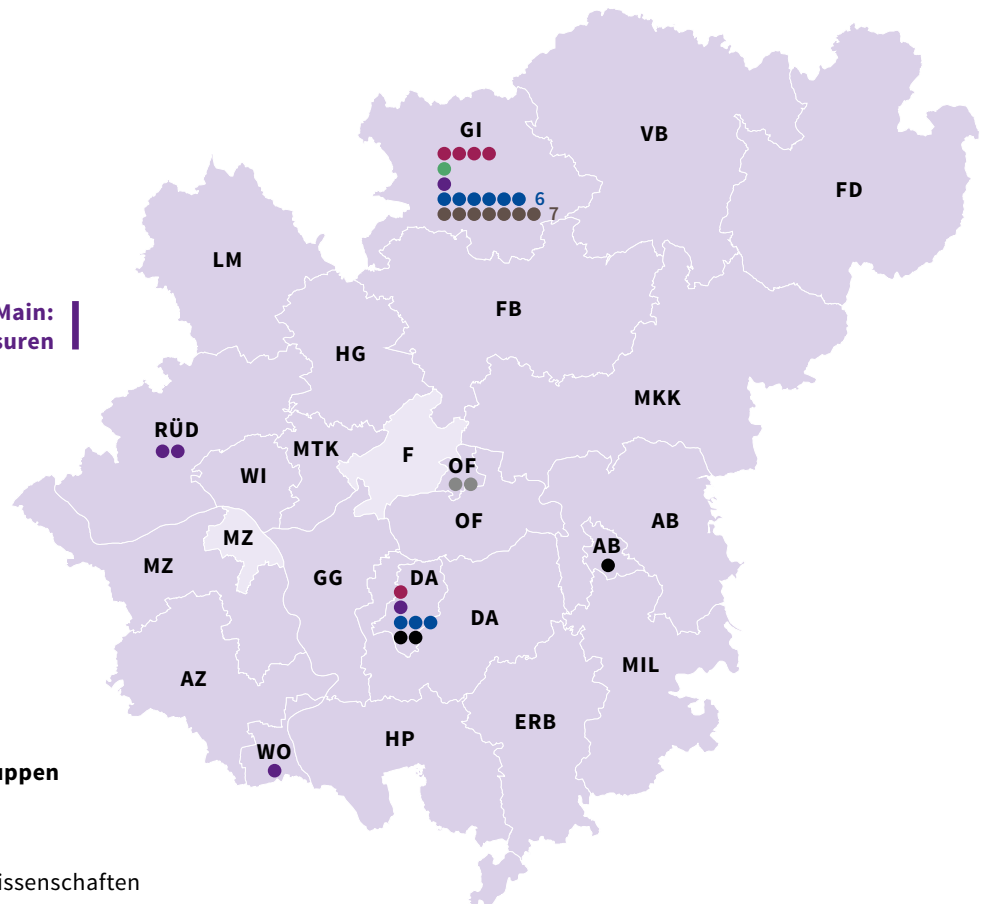 GI
VB
6
7
FD
LM
Main:
suren
FB
HG
MKK
RÜD
MTK
F
OF
WI
OF
AB
MZ
AB
MZ
GG
DA
DA
MIL
AZ
ERB
HP
WO
uppen
issenschaften